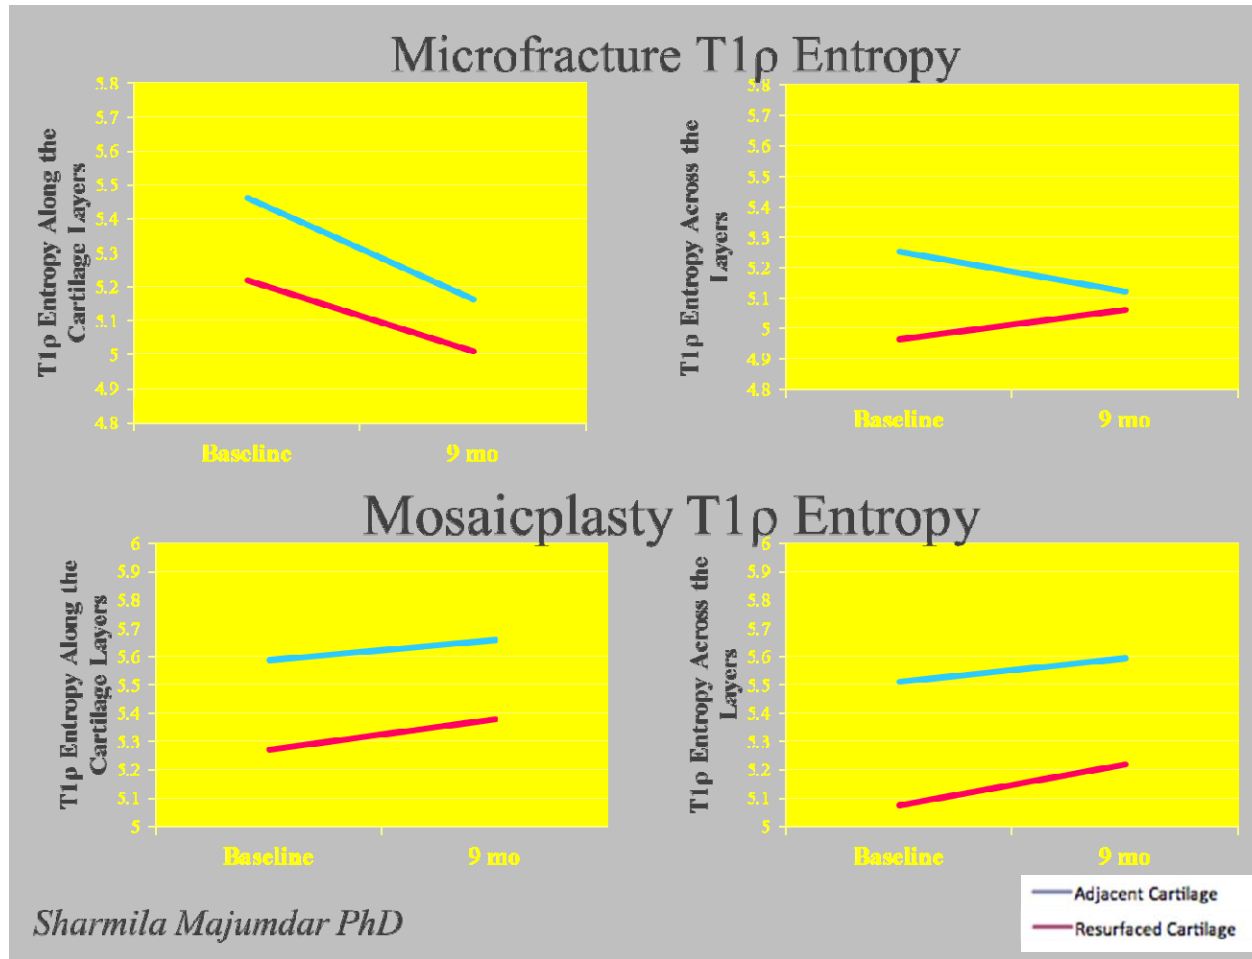 Microfracture T1ρ Entropy
T1ρ Entropy Along the
Cartilage Layers
5.8
5.7
5.6
5.5
5.4
5.3
5.2
5.1
5
4.9
4.8
Baseline 9 mo
T1ρ Entropy Across the
Layers
5.8
5.7
5.6
5.5
5.4
5.3
5.2
5.1
5
4.9
4.8
Baseline 9 mo
Mosaicplasty T1ρ Entropy
T1ρ Entropy Along the
Cartilage Layers
6
5.9
5.8
5.7
5.6
5.5
5.4
5.3
5.2
5.1
5
Baseline 9 mo
T1ρ Entropy Across the
Layers
6
5.9
5.8
5.7
5.6
5.5
5.4
5.3
5.2
5.1
5
Baseline 9 mo
Adjacent Cartilage
Resurfaced Cartilage
Sharmila Majumdar PhD